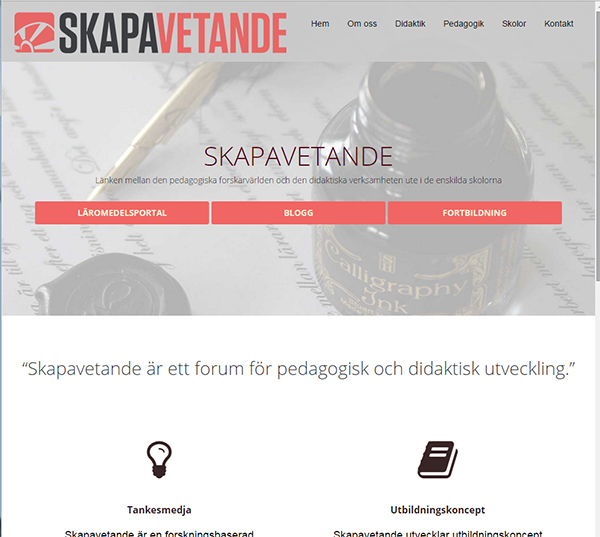 SKAPAVETANDE
Hem Om oss Didaktik Pedagogik Skolor Kontakt
SKAPAVETANDE
Länken mellan den pedagogiska forskarvärlden och den didaktiska verksamheten ute i de enskilda skolorna
LÄROMEDELSPORTAL BLOGG FORTBILDNING
Calligraphy
Ink
“Skapavetande är ett forum för pedagogisk och didaktisk utveckling.”
Tankesmedja
Skapavetande är en forskningsbaserad
Utbildningskoncept
Skapavetande utvecklar utbildningskoncept